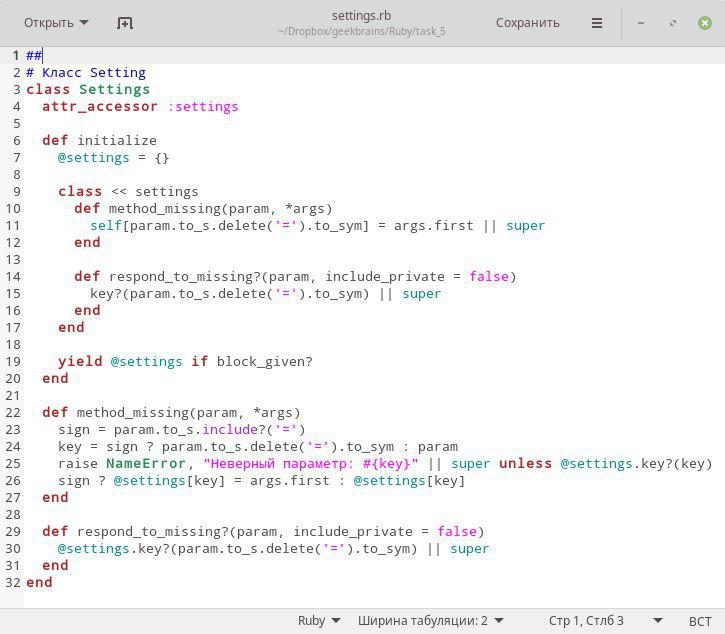 Открыть
settings.rb
~/Dropbox/geekbrains/Ruby/task_5
Сохранить
1 ##
2 # Класс Setting
3 class Settings
4   attr_accessor :settings
5
6   def initialize
7     @settings = {}
8
9     class << settings
10       def method_missing(param, *args)
11         self[param.to_s.delete('=').to_sym] = args.first || super
12       end
13
14       def respond_to_missing?(param, include_private = false)
15         key?(param.to_s.delete('=').to_sym) || super
16       end
17     end
18
19     yield @settings if block_given?
20   end
21
22   def method_missing(param, *args)
23     sign = param.to_s.include?('=')
24     key = sign ? param.to_s.delete('=').to_sym : param
25     raise NameError, "Неверный параметр: #{key}" || super unless @settings.key?(key)
26     sign ? @settings[key] = args.first : @settings[key]
27   end
28
29   def respond_to_missing?(param, include_private = false)
30     @settings.key?(param.to_s.delete('=').to_sym) || super
31   end
32 end
Ruby
Ширина табуляции: 2
Стр 1, Стлб 3
ВСТ